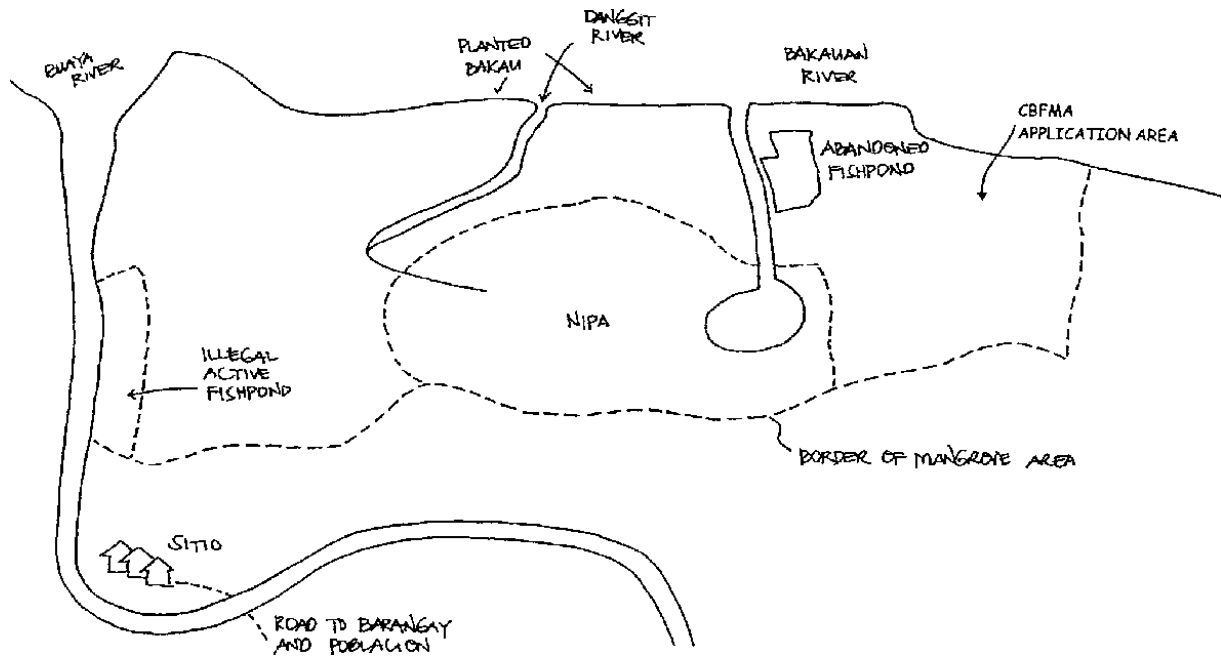 BUAYA
RIVER
PLANTED
BAKAU
DANGGIT
RIVER
BAKAUAN
RIVER
CBFMA
APPLICATION AREA
ABANDONED
FISHPOND
NIPA
ILLEGAL
ACTIVE
FISHPOND
BORDER OF MANGROVE AREA
SITIO
ROAD TO BARANGAY
AND POBLACION